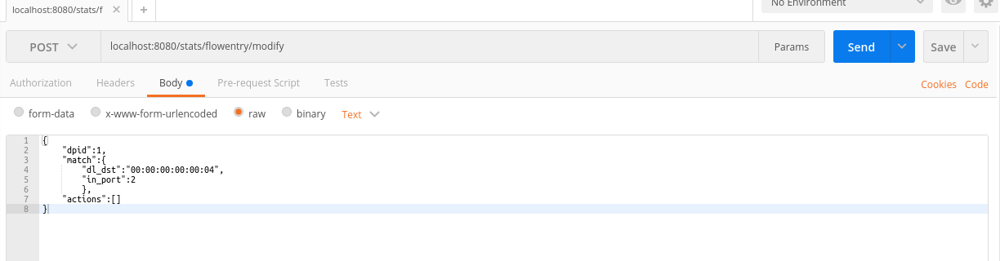 localhost:8080/stats/f × +
No Environment
POST localhost:8080/stats/flowentry/modify Params Send Save
Authorization Headers Body Pre-request Script Tests Cookies Code
form-data x-www-form-urlencoded raw binary Text
1 {
2 "dpid":1,
3 "match":{
4 "dl_dst":"00:00:00:00:00:04",
5 "in_port":2
6 },
7 "actions":[]
8 }